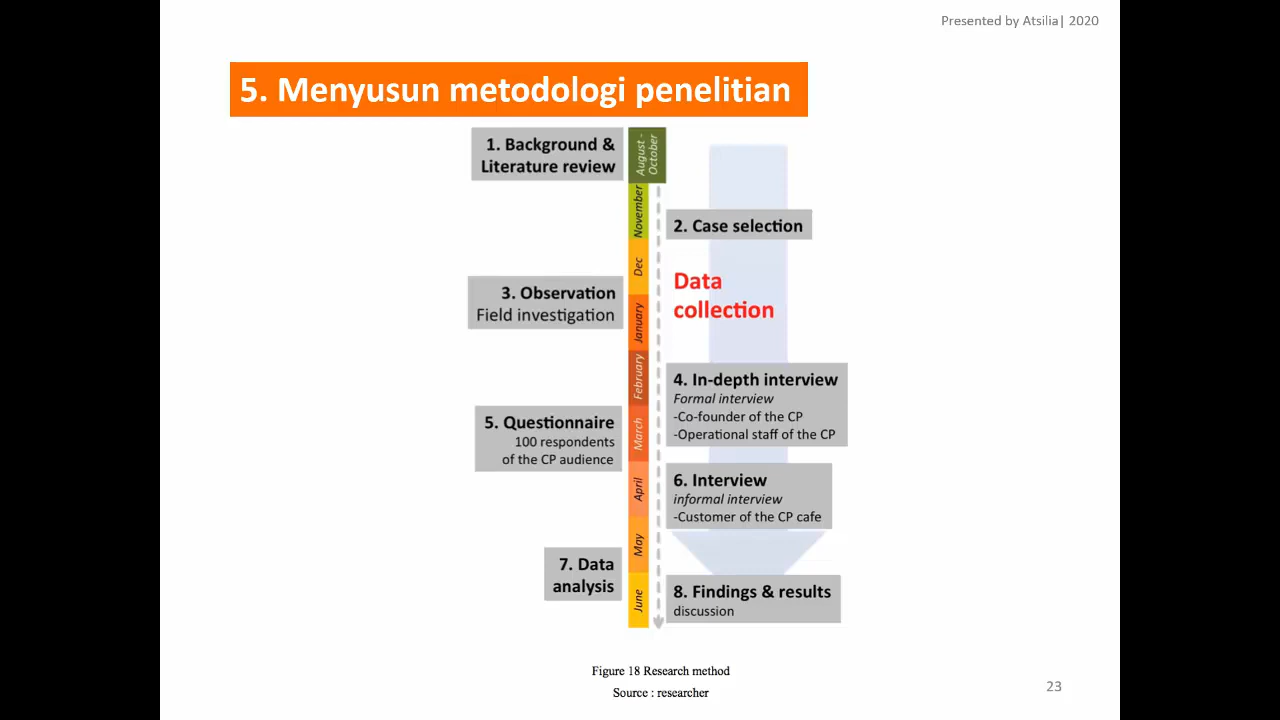 Presented by Atsilia| 2020
5. Menyusun metodologi penelitian
1. Background &
Literature review
August -
October
November
2. Case selection
Dec
Data
collection
3. Observation
Field investigation
January
February
4. In-depth interview
Formal interview
-Co-founder of the CP
-Operational staff of the CP
5. Questionnaire
100 respondents
of the CP audience
March
6. Interview
informal interview
-Customer of the CP cafe
April
May
7. Data
analysis
8. Findings & results
discussion
June
Figure 18 Research method
Source : researcher
23